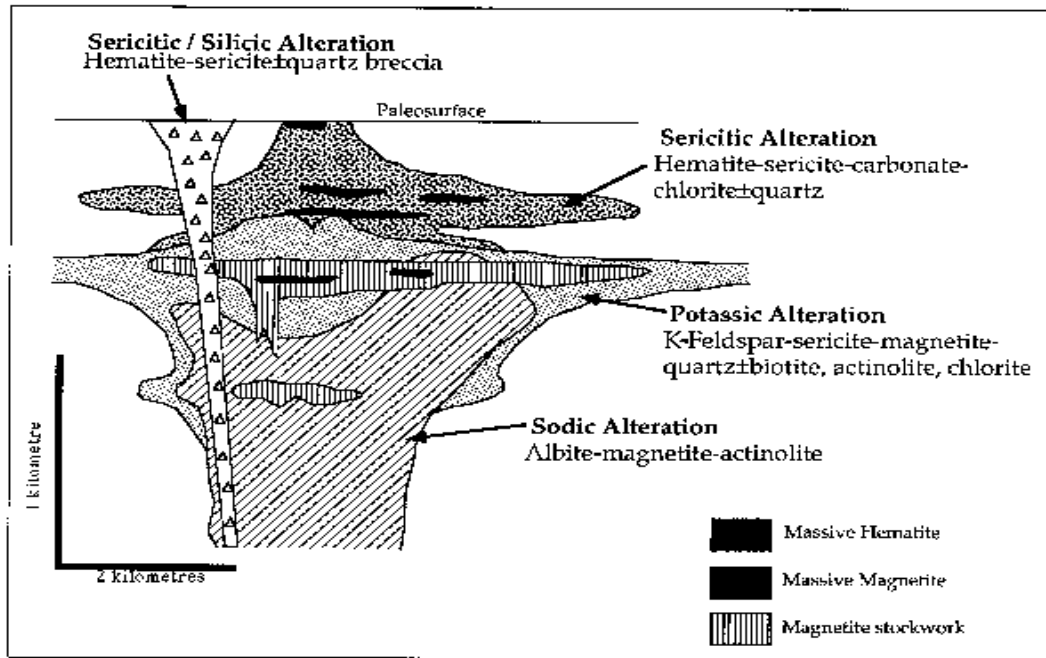 Sericitic / Silicic Alteration
Hematite-sericite±quartz breccia
Paleosurface
Sericitic Alteration
Hematite-sericite-carbonate-
chlorite±quartz
Potassic Alteration
K-Feldspar-sericite-magnetite-
quartz±biotite, actinolite, chlorite
Sodic Alteration
Albite-magnetite-actinolite
1 kilometre
2 kilometres
Massive Hematite
Massive Magnetite
Magnetite stockwork